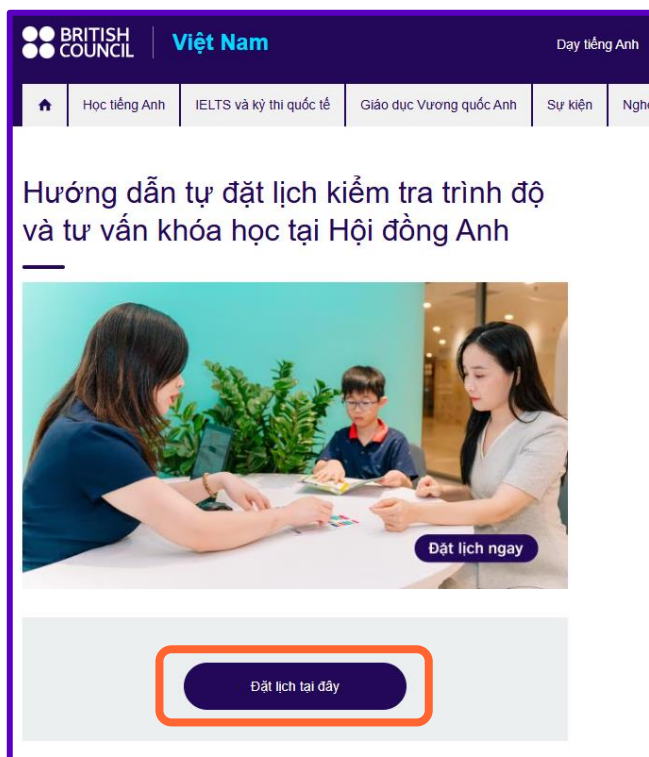 BRITISH
COUNCIL
Việt Nam
Dạy tiếng Anh
Học tiếng Anh
IELTS và kỳ thi quốc tế
Giáo dục Vương quốc Anh
Sự kiện
Hướng dẫn tự đặt lịch kiểm tra trình độ
và tư vấn khóa học tại Hội đồng Anh
Đặt lịch ngay
Đặt lịch tại đây